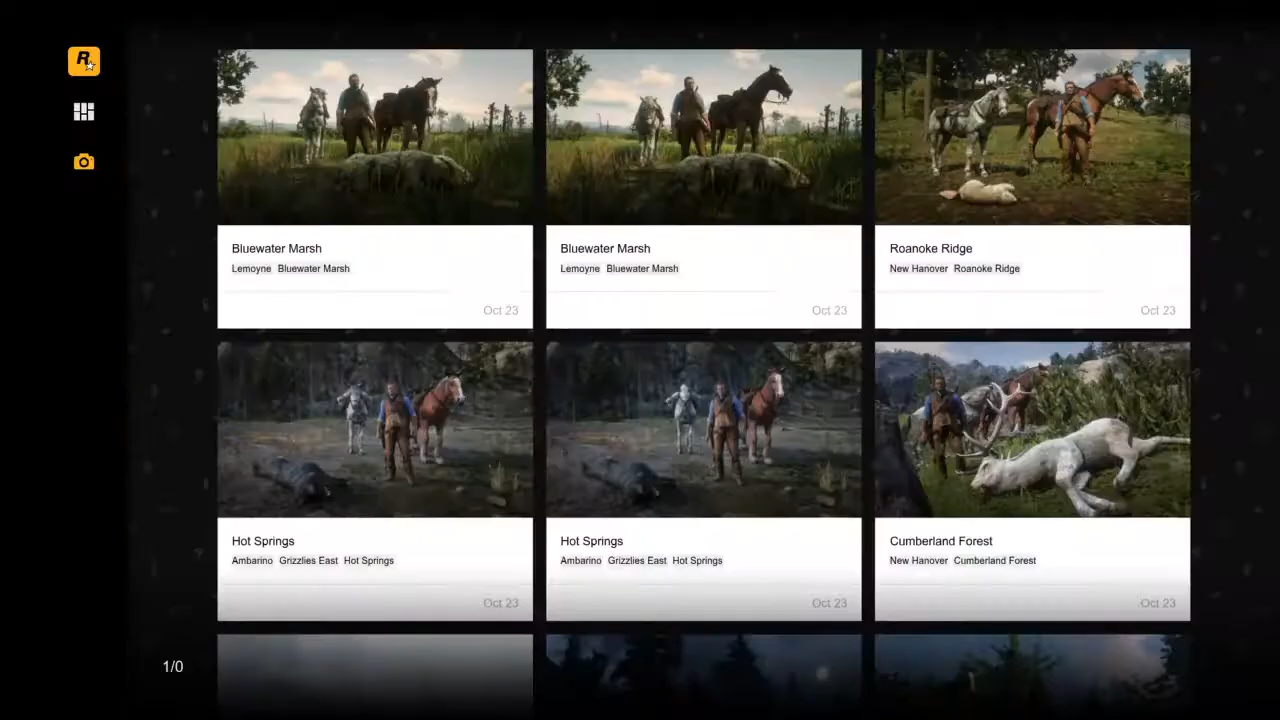 R
Bluewater Marsh
Lemoyne Bluewater Marsh
Oct 23
Bluewater Marsh
Lemoyne Bluewater Marsh
Oct 23
Roanoke Ridge
New Hanover Roanoke Ridge
Oct 23
Hot Springs
Ambarino Grizzlies East Hot Springs
Oct 23
Hot Springs
Ambarino Grizzlies East Hot Springs
Oct 23
Cumberland Forest
New Hanover Cumberland Forest
Oct 23
1/0